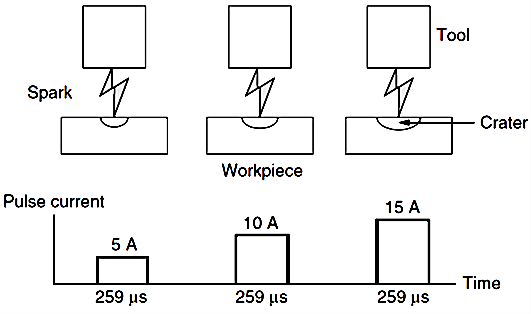 Tool
Spark
Crater
Workpiece
Pulse current
5 A
10 A
15 A
Time
259 µs
259 µs
259 µs